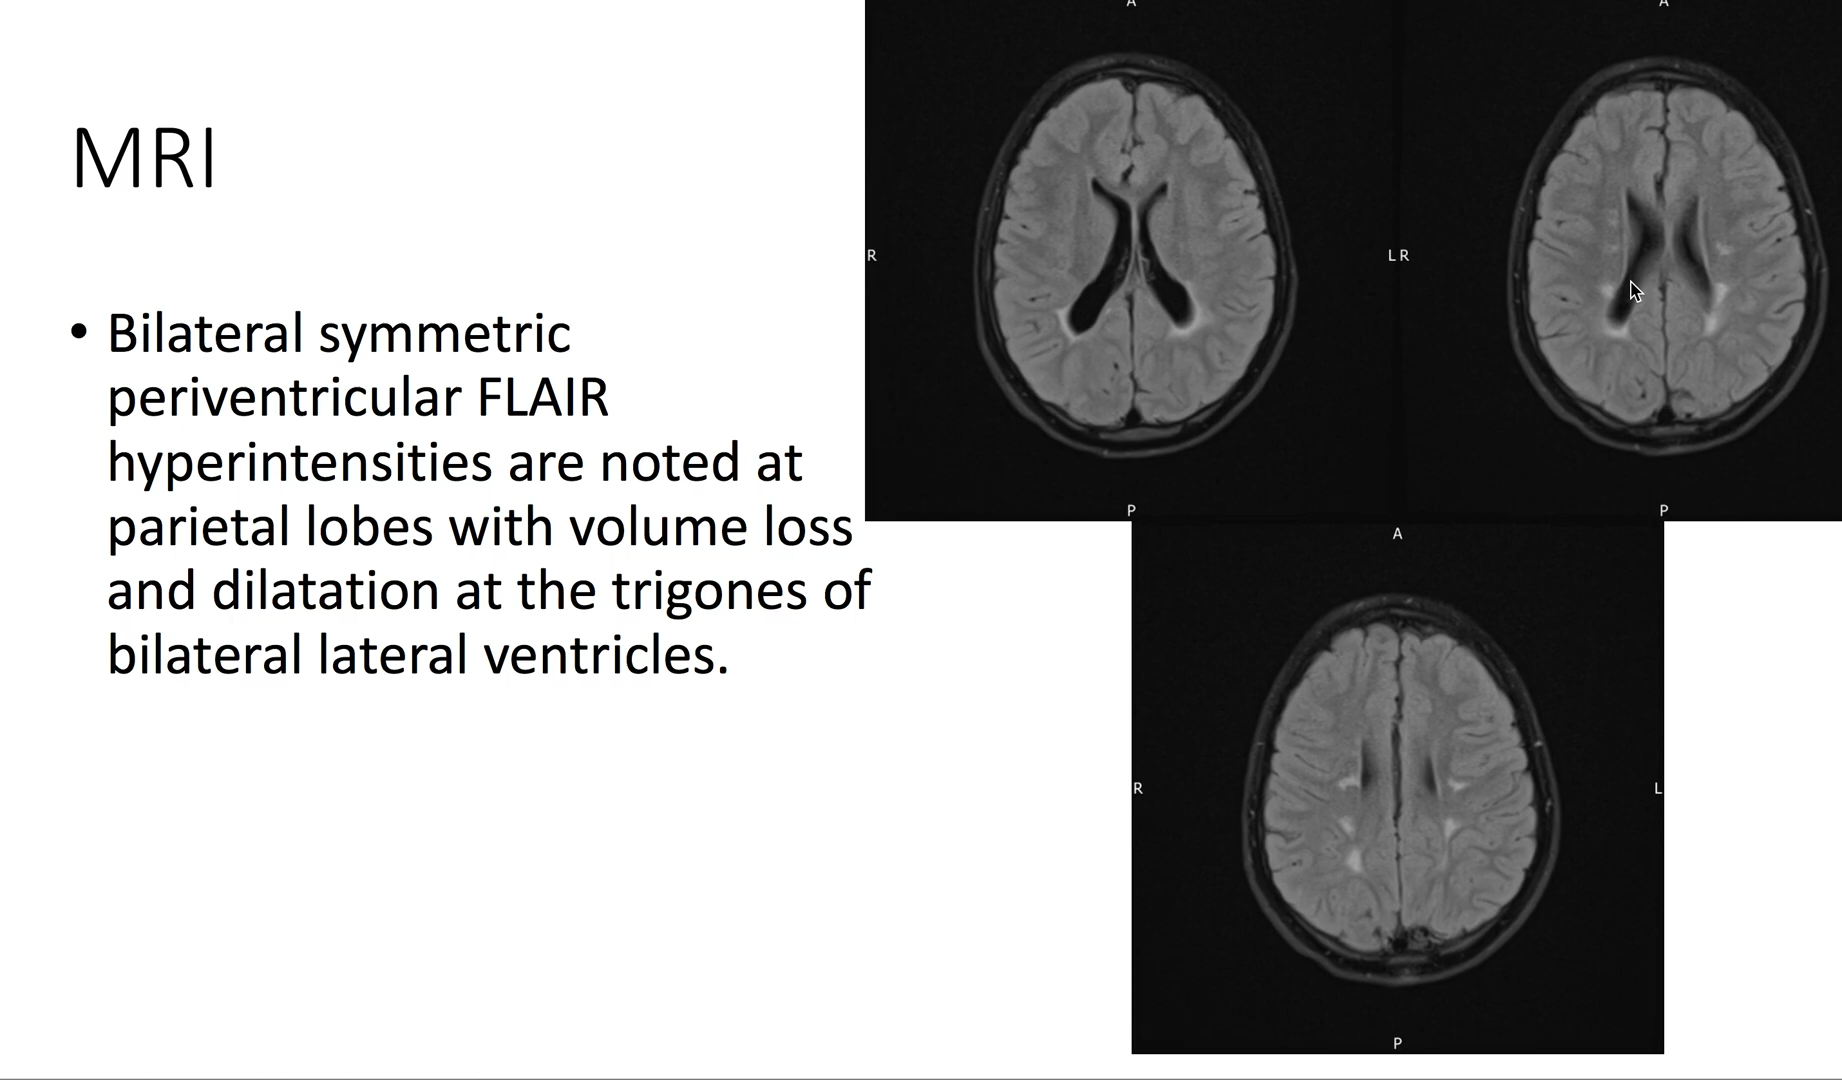 MRI
• Bilateral symmetric
periventricular FLAIR
hyperintensities are noted at
parietal lobes with volume loss
and dilatation at the trigones of
bilateral lateral ventricles.
A
A
R
L R
P
P
A
R
L
P